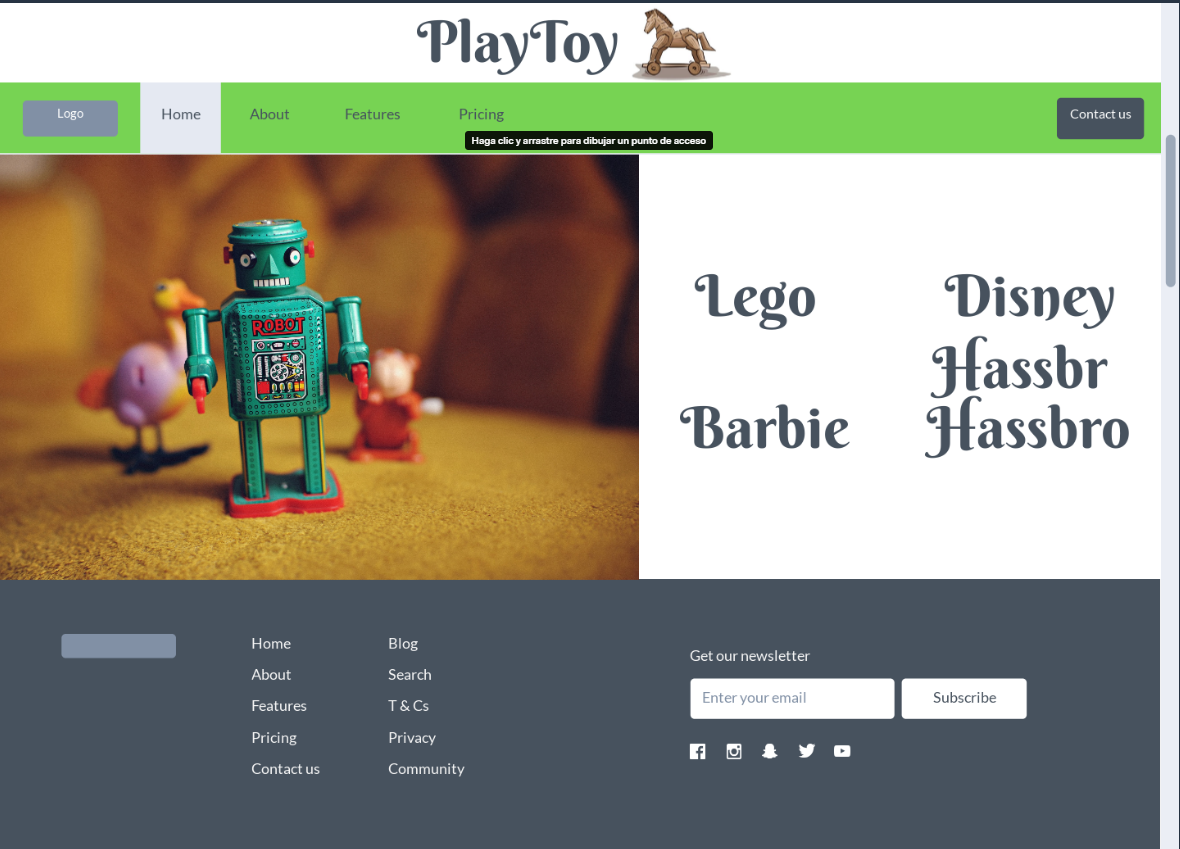 PlayToy
Logo Home About Features Pricing Contact us
Haga clic y arrastre para dibujar un punto de acceso
ROBOT
Lego Disney
Hassbr
Barbie Hassbro
Home Blog
About Search
Features T & Cs
Pricing Privacy
Contact us Community
Get our newsletter
Enter your email Subscribe